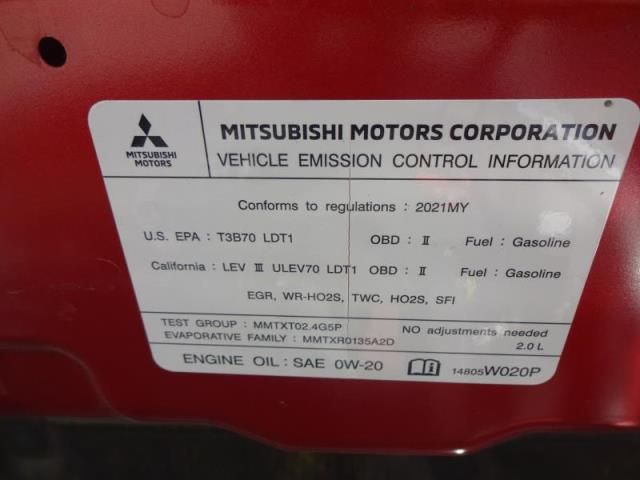 MITSUBISHI MOTORS
MITSUBISHI MOTORS CORPORATION
VEHICLE EMISSION CONTROL INFORMATION
Conforms to regulations : 2021MY
U.S. EPA : T3B70 LDT1 OBD : II Fuel : Gasoline
California : LEV III ULEV70 LDT1 OBD : II Fuel : Gasoline
EGR, WR-HO2S, TWC, HO2S, SFI
TEST GROUP : MMTXT02.4G5P
EVAPORATIVE FAMILY : MMTXR0135A2D
NO adjustments needed
2.0 L
ENGINE OIL : SAE 0W-20
14805W020P